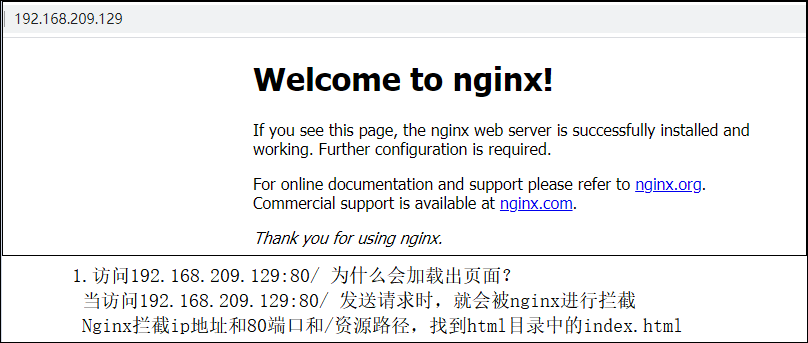 192.168.209.129
Welcome to nginx!
If you see this page, the nginx web server is successfully installed and
working. Further configuration is required.
For online documentation and support please refer to nginx.org.
Commercial support is available at nginx.com.
Thank you for using nginx.
1.访问192.168.209.129:80/ 为什么会加载出页面?
当访问192.168.209.129:80/ 发送请求时，就会被nginx进行拦截
Nginx拦截ip地址和80端口和/资源路径，找到html目录中的index.html